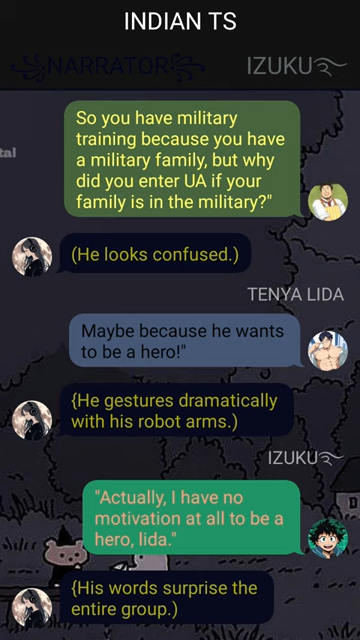 INDIAN TS
NARRATOR
IZUKU
tal
So you have military
training because you have
a military family, but why
did you enter UA if your
family is in the military?"
(He looks confused.)
TENYA LIDA
Maybe because he wants
to be a hero!"
{He gestures dramatically
with his robot arms.)
IZUKU
"Actually, I have no
motivation at all to be a
hero, lida."
{His words surprise the
entire group.)